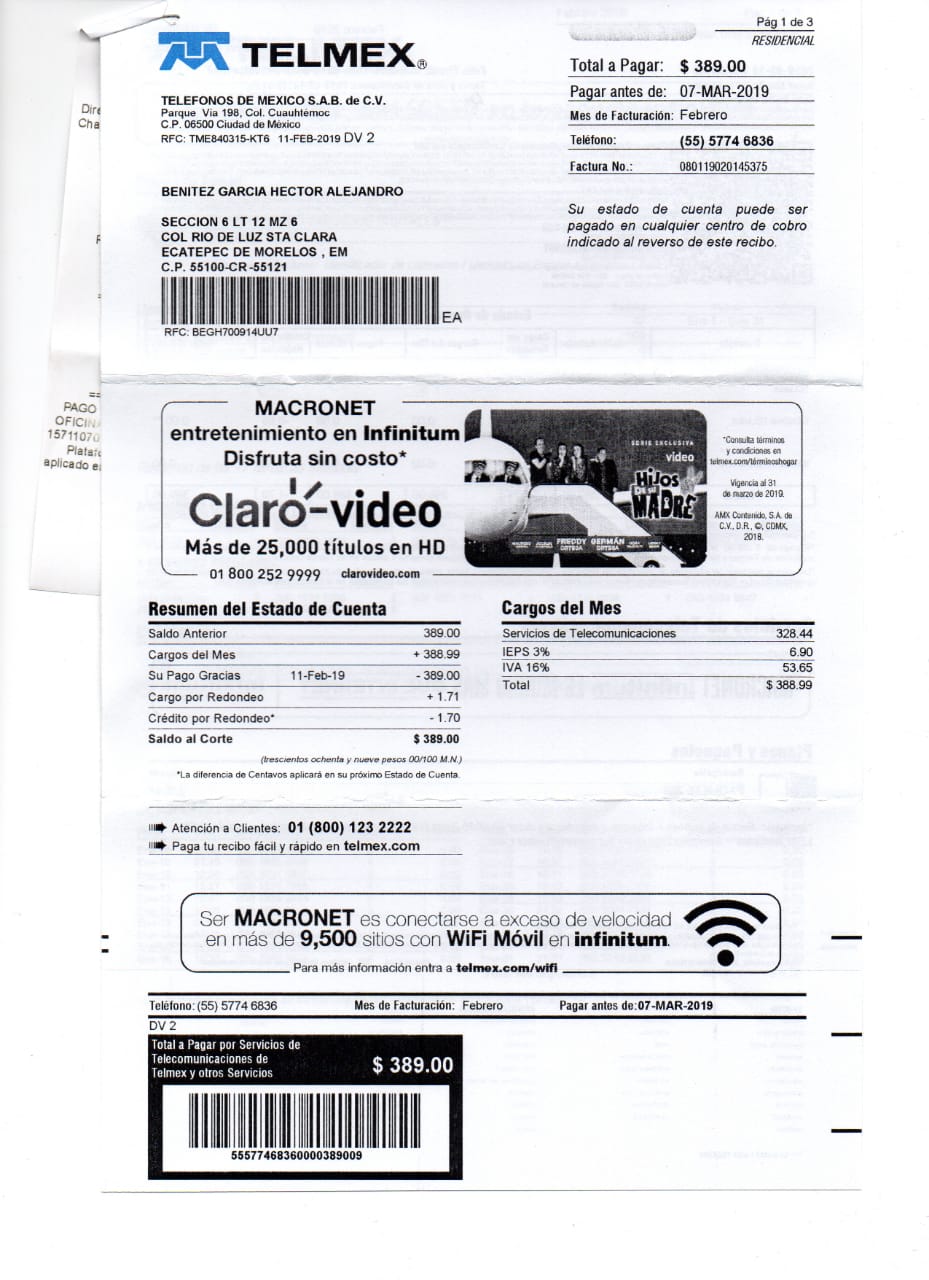 Pág 1 de 3
RESIDENCIAL
TELMEX®
Total a Pagar: $ 389.00
Pagar antes de: 07-MAR-2019
Mes de Facturación: Febrero
Teléfono: (55) 5774 6836
Factura No.: 080119020145375
TELEFONOS DE MEXICO S.A.B. de C.V.
Parque Vía 198, Col. Cuauhtémoc
C.P. 06500 Ciudad de México
RFC: TME840315-KT6 11-FEB-2019 DV 2
BENITEZ GARCIA HECTOR ALEJANDRO
SECCION 6 LT 12 MZ 6
COL RIO DE LUZ STA CLARA
ECATEPEC DE MORELOS , EM
C.P. 55100-CR-55121
EA
RFC: BEGH700914UU7
Su estado de cuenta puede ser
pagado en cualquier centro de cobro
indicado al reverso de este recibo.
PAGO
15711070
aplicado
MACRONET
entretenimiento en Infinitum
Disfruta sin costo*
Claro-video
Más de 25,000 títulos en HD
01 800 252 9999 clarovideo.com
SERIE EXCLUSIVA
video
HIJOS
DE SU
MADRE
FREDDY ORTEGA
GERMÁN ORTEGA
*Consulta términos
y condiciones en
telmex.com/términoshogar
Vigencia al 31
de marzo de 2019.
AMX Contenido, S.A. de
C.V., D.R., ©, CDMX,
2018.
Resumen del Estado de Cuenta
Saldo Anterior 389.00
Cargos del Mes + 388.99
Su Pago Gracias 11-Feb-19 - 389.00
Cargo por Redondeo + 1.71
Crédito por Redondeo* - 1.70
Saldo al Corte $ 389.00
(trescientos ochenta y nueve pesos 00/100 M.N.)
*La diferencia de Centavos aplicará en su próximo Estado de Cuenta.
Cargos del Mes
Servicios de Telecomunicaciones 328.44
IEPS 3% 6.90
IVA 16% 53.65
Total $ 388.99
Atención a Clientes: 01 (800) 123 2222
Paga tu recibo fácil y rápido en telmex.com
Ser MACRONET es conectarse a exceso de velocidad
en más de 9,500 sitios con WiFi Móvil en infinitum.
Para más información entra a telmex.com/wifi
Teléfono: (55) 5774 6836 Mes de Facturación: Febrero Pagar antes de:07-MAR-2019
DV 2
Total a Pagar por Servicios de
Telecomunicaciones de
Telmex y otros Servicios
$ 389.00
55577468360000389009